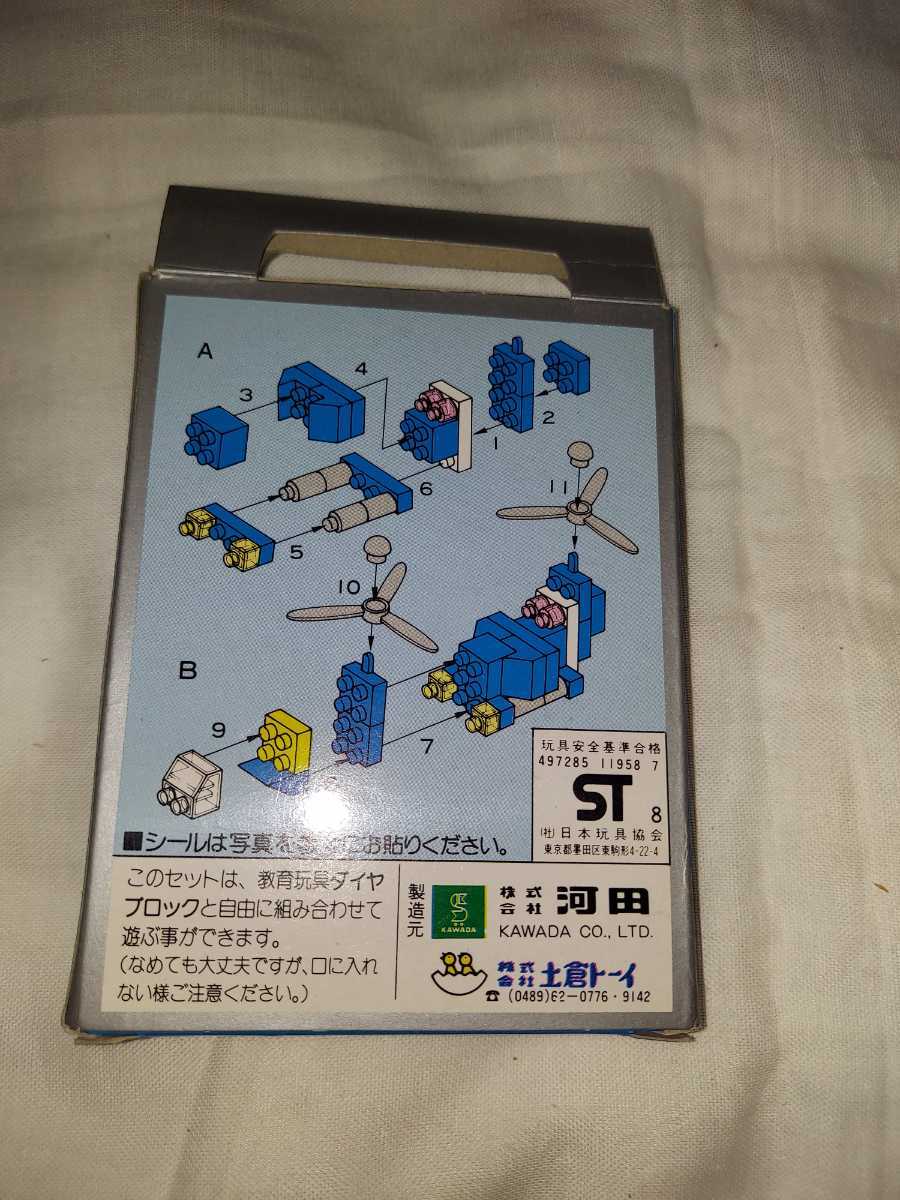 A
3
4
2
1
6
11
5
10
B
9
7
玩具安全基準合格
497285 11958 7
ST 8
(社)日本玩具協会
東京都墨田区東駒形4-22-4
■シールは写真を お貼りください。
このセットは、教育玩具ダイヤ
ブロックと自由に組み合わせて
遊ぶ事ができます。
(なめても大丈夫ですが、口に入れ
ない様ご注意ください。)
製造元
KAWADA
株式会社 河田
KAWADA CO., LTD.
株式会社 土倉トーイ
☎(0489)62-0776・9142